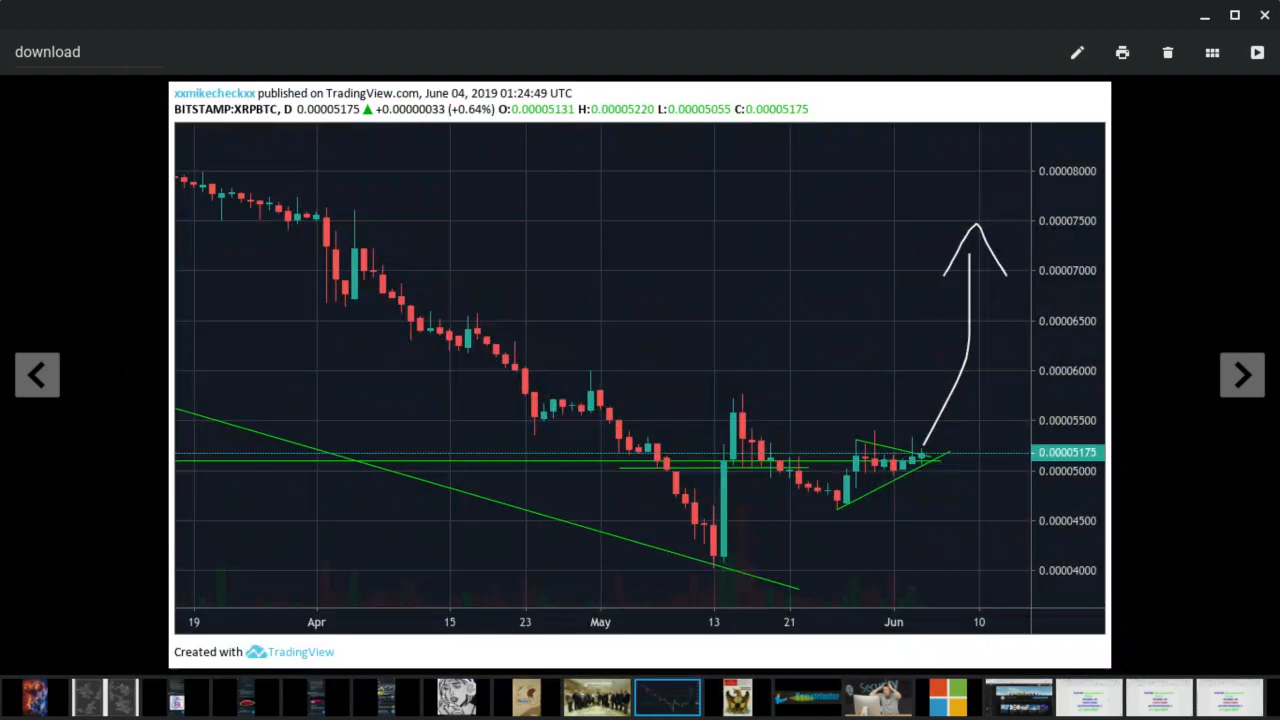 download
xxmikecheckxx published on TradingView.com, June 04, 2019 01:24:49 UTC
BITSTAMP:XRPBTC, D 0.00005175 ▲ +0.00000033 (+0.64%) O:0.00005131 H:0.00005220 L:0.00005055 C:0.00005175
0.00008000
0.00007500
0.00007000
0.00006500
0.00006000
0.00005500
0.00005175
0.00005000
0.00004500
0.00004000
19 Apr 15 23 May 13 21 Jun 10
Created with TradingView